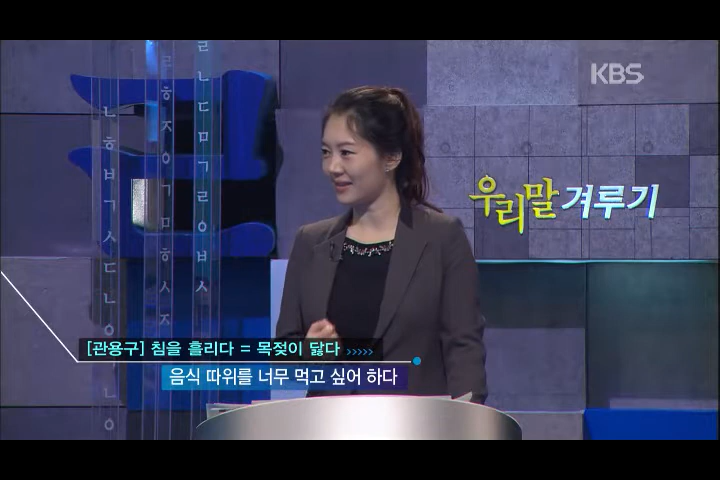 KBS
우리말 겨루기
[관용구] 침을 흘리다 = 목젖이 닳다 >>>>>
음식 따위를 너무 먹고 싶어 하다
ㄴ
ㅎ
ㅂ
ㄱ
ㅅ
ㄷ
ㄴ
ㅇ
ㄹ
ㅎ
ㅈ
ㅇ
ㄱ
ㅁ
ㅎ
ㅅ
ㅈ
ㄹ
ㄴ
ㄷ
ㅁ
ㄱ
ㄹ
ㅇ
ㅂ
ㅅ